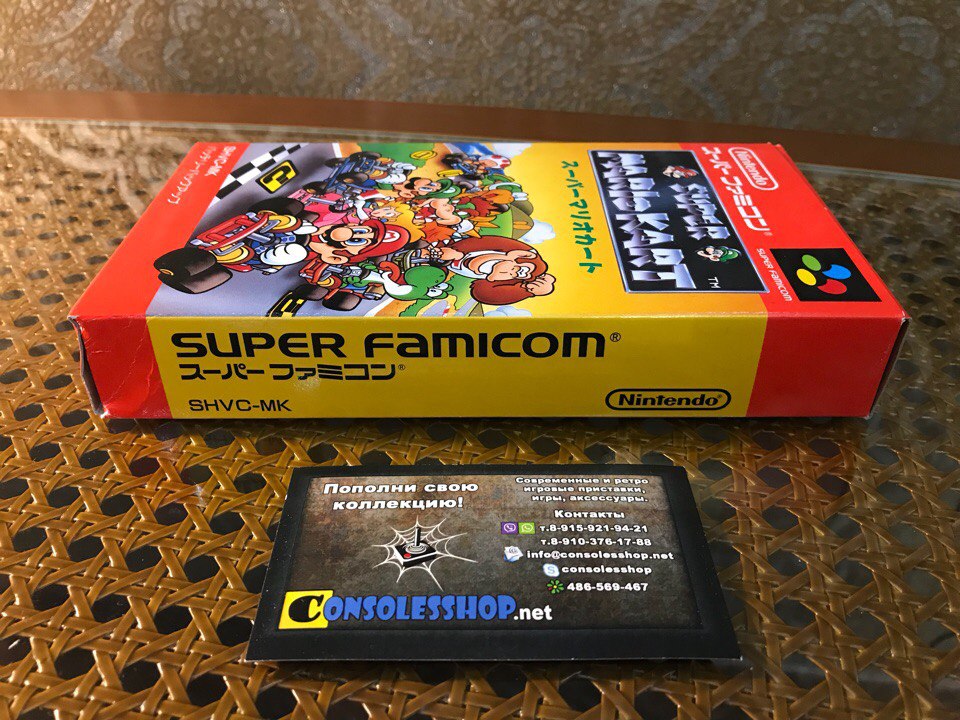 Nintendo
スーパーファミコン®
SUPER FAMICOM
SUPER
MARIO KART
TM
スーパーマリオカート
SHVC-MK
SUPER FAMICOM®
スーパーファミコン®
SHVC-MK
Nintendo®
Пополни свою
коллекцию!
CONSOLESSHOP.net
Современные и ретро
игровые приставки,
игры, аксессуары.
Контакты
т.8-915-921-94-21
т.8-910-376-17-88
info@consolesshop.net
consolesshop
486-569-467